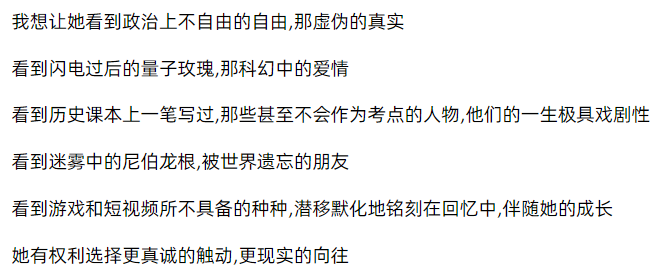 我想让她看到政治上不自由的自由,那虚伪的真实
看到闪电过后的量子玫瑰,那科幻中的爱情
看到历史课本上一笔写过,那些甚至不会作为考点的人物,他们的一生极具戏剧性
看到迷雾中的尼伯龙根,被世界遗忘的朋友
看到游戏和短视频所不具备的种种,潜移默化地铭刻在回忆中,伴随她的成长
她有权利选择更真诚的触动,更现实的向往